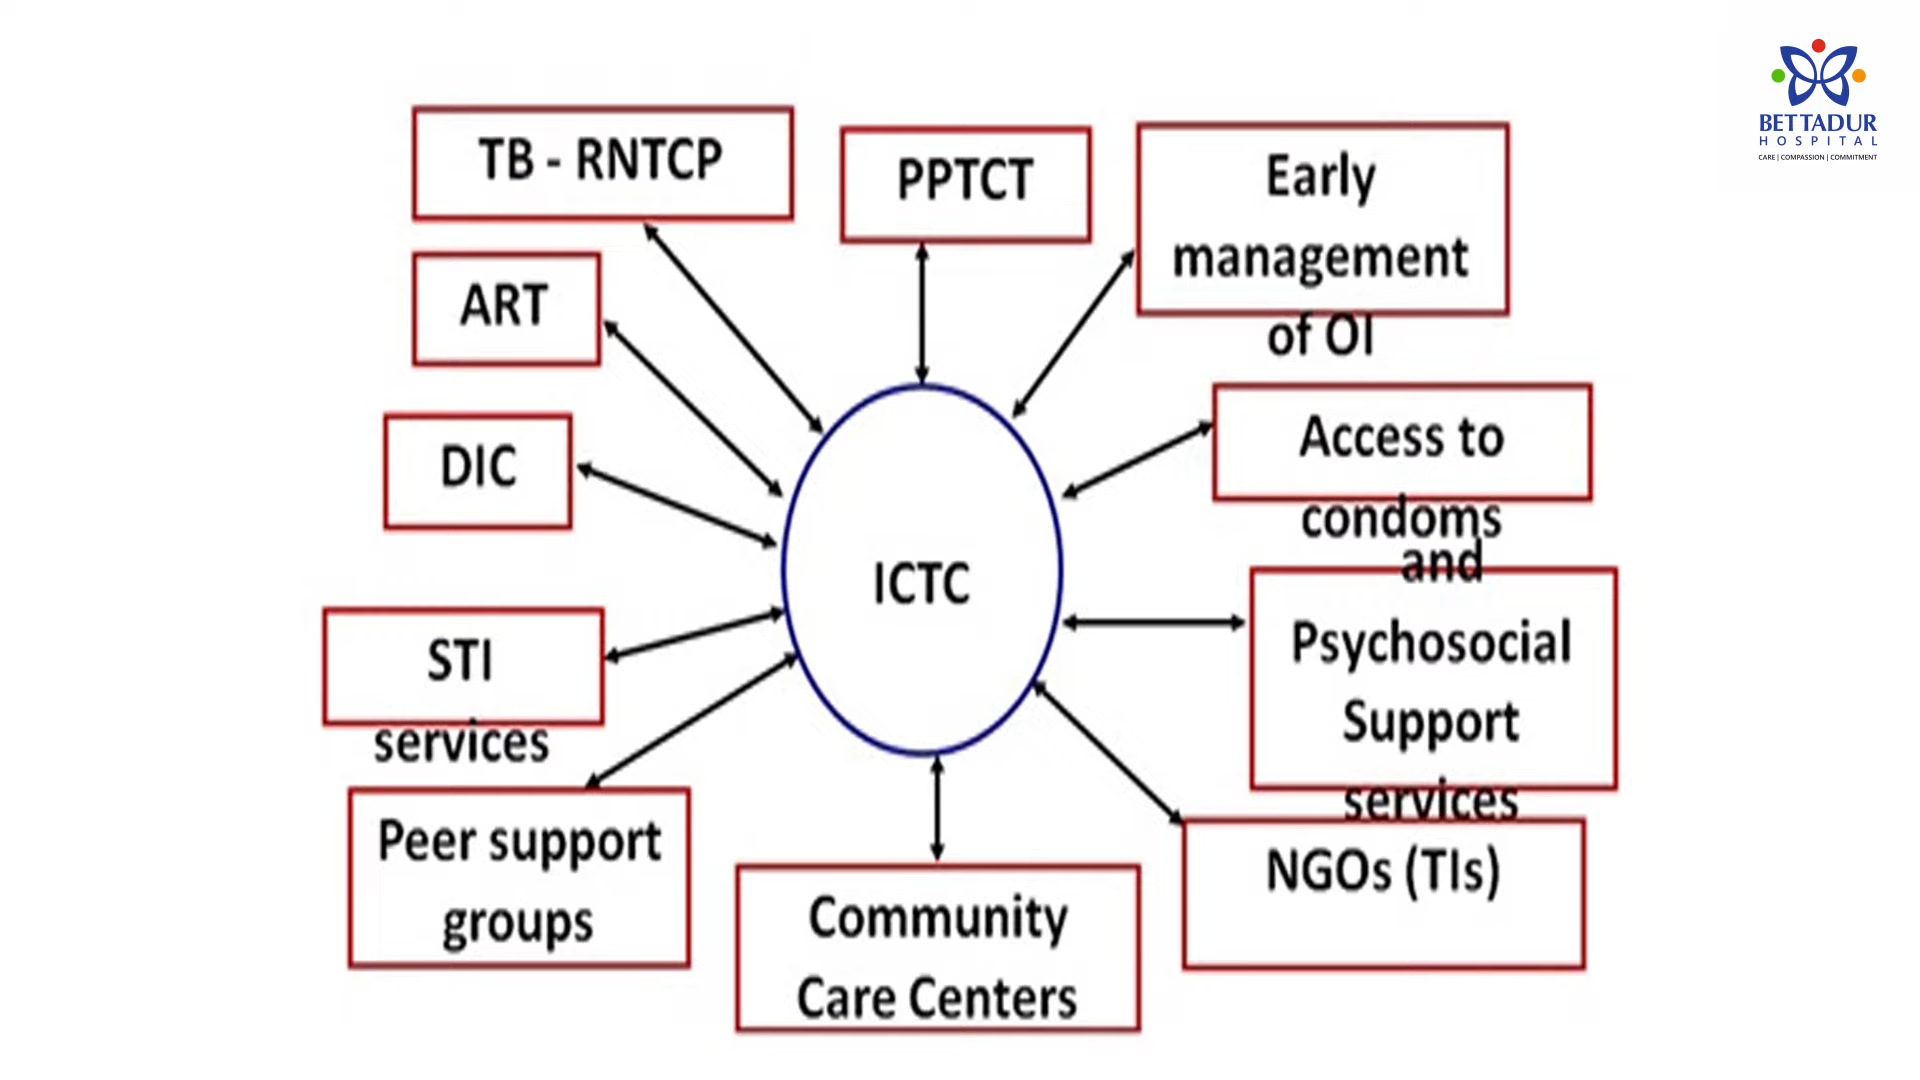 BETTADUR
HOSPITAL
CARE | COMPASSION | COMMITMENT
TB - RNTCP
PPTCT
Early
management
of OI
ART
Access to
condoms
DIC
and
Psychosocial
Support
services
ICTC
STI
services
Peer support
groups
Community
Care Centers
NGOs (TIs)